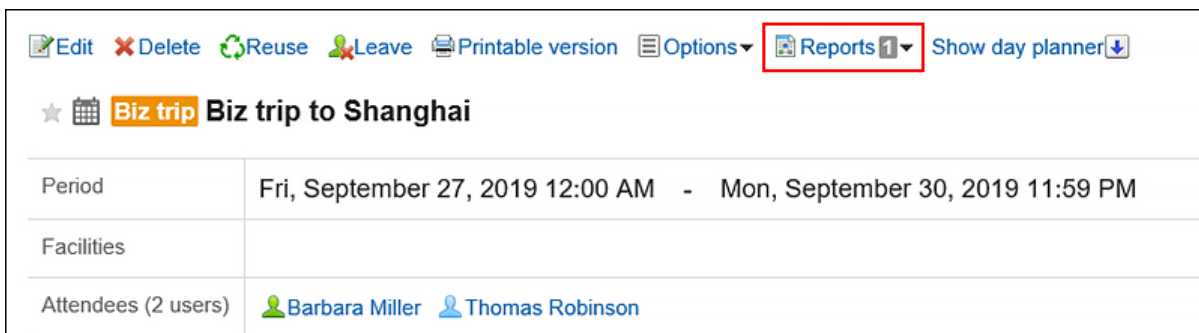 Edit Delete Reuse Leave Printable version Options Reports 1 Show day planner
Biz trip Biz trip to Shanghai
Period Fri, September 27, 2019 12:00 AM - Mon, September 30, 2019 11:59 PM
Facilities
Attendees (2 users) Barbara Miller Thomas Robinson